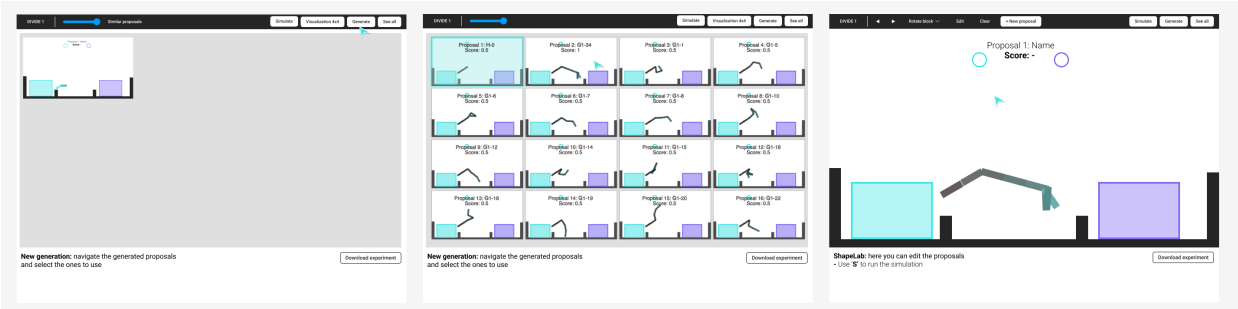 DIVIDE 1
Similar proposals
Simulate
Visualization 4x4
Generate
See all
Proposal 1: Name
Score: -
New generation: navigate the generated proposals
and select the ones to use
Download experiment
DIVIDE 1
Simulate
Visualization 4x4
Generate
See all
Proposal 1: H-0
Score: 0.5
Proposal 2: G1-34
Score: 1
Proposal 3: G1-1
Score: 0.5
Proposal 4: G1-5
Score: 0.5
Proposal 5: G1-6
Score: 0.5
Proposal 6: G1-7
Score: 0.5
Proposal 7: G1-8
Score: 0.5
Proposal 8: G1-10
Score: 0.5
Proposal 9: G1-12
Score: 0.5
Proposal 10: G1-14
Score: 0.5
Proposal 11: G1-15
Score: 0.5
Proposal 12: G1-16
Score: 0.5
Proposal 13: G1-18
Score: 0.5
Proposal 14: G1-19
Score: 0.5
Proposal 15: G1-20
Score: 0.5
Proposal 16: G1-22
Score: 0.5
New generation: navigate the generated proposals
and select the ones to use
Download experiment
DIVIDE 1
Rotate block
Edit
Clear
+ New proposal
Simulate
Generate
See all
Proposal 1: Name
Score: -
ShapeLab: here you can edit the proposals
- Use 'S' to run the simulation
Download experiment